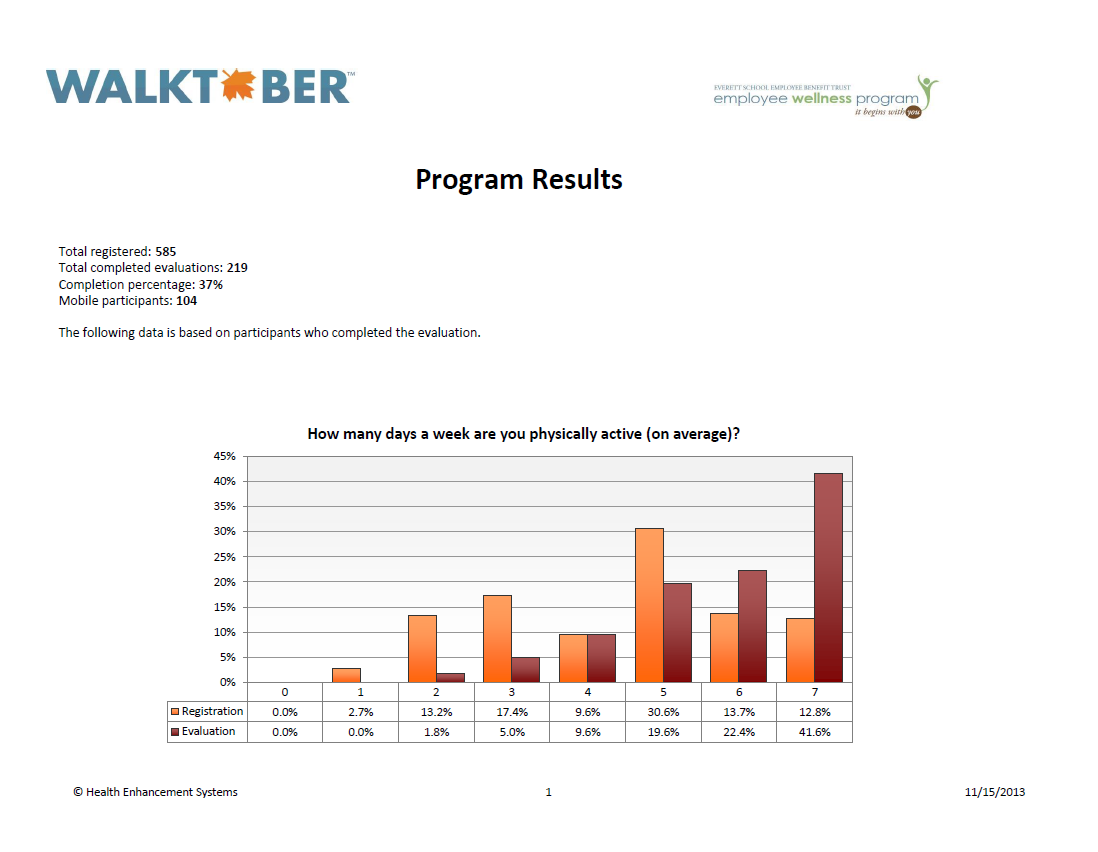 WALKTOBER™
EVERETT SCHOOL EMPLOYEE BENEFIT TRUST
employee wellness program
it begins with you
Program Results
Total registered: 585
Total completed evaluations: 219
Completion percentage: 37%
Mobile participants: 104
The following data is based on participants who completed the evaluation.
How many days a week are you physically active (on average)?
45%
40%
35%
30%
25%
20%
15%
10%
5%
0%
0 1 2 3 4 5 6 7
Registration 0.0% 2.7% 13.2% 17.4% 9.6% 30.6% 13.7% 12.8%
Evaluation 0.0% 0.0% 1.8% 5.0% 9.6% 19.6% 22.4% 41.6%
© Health Enhancement Systems 1 11/15/2013